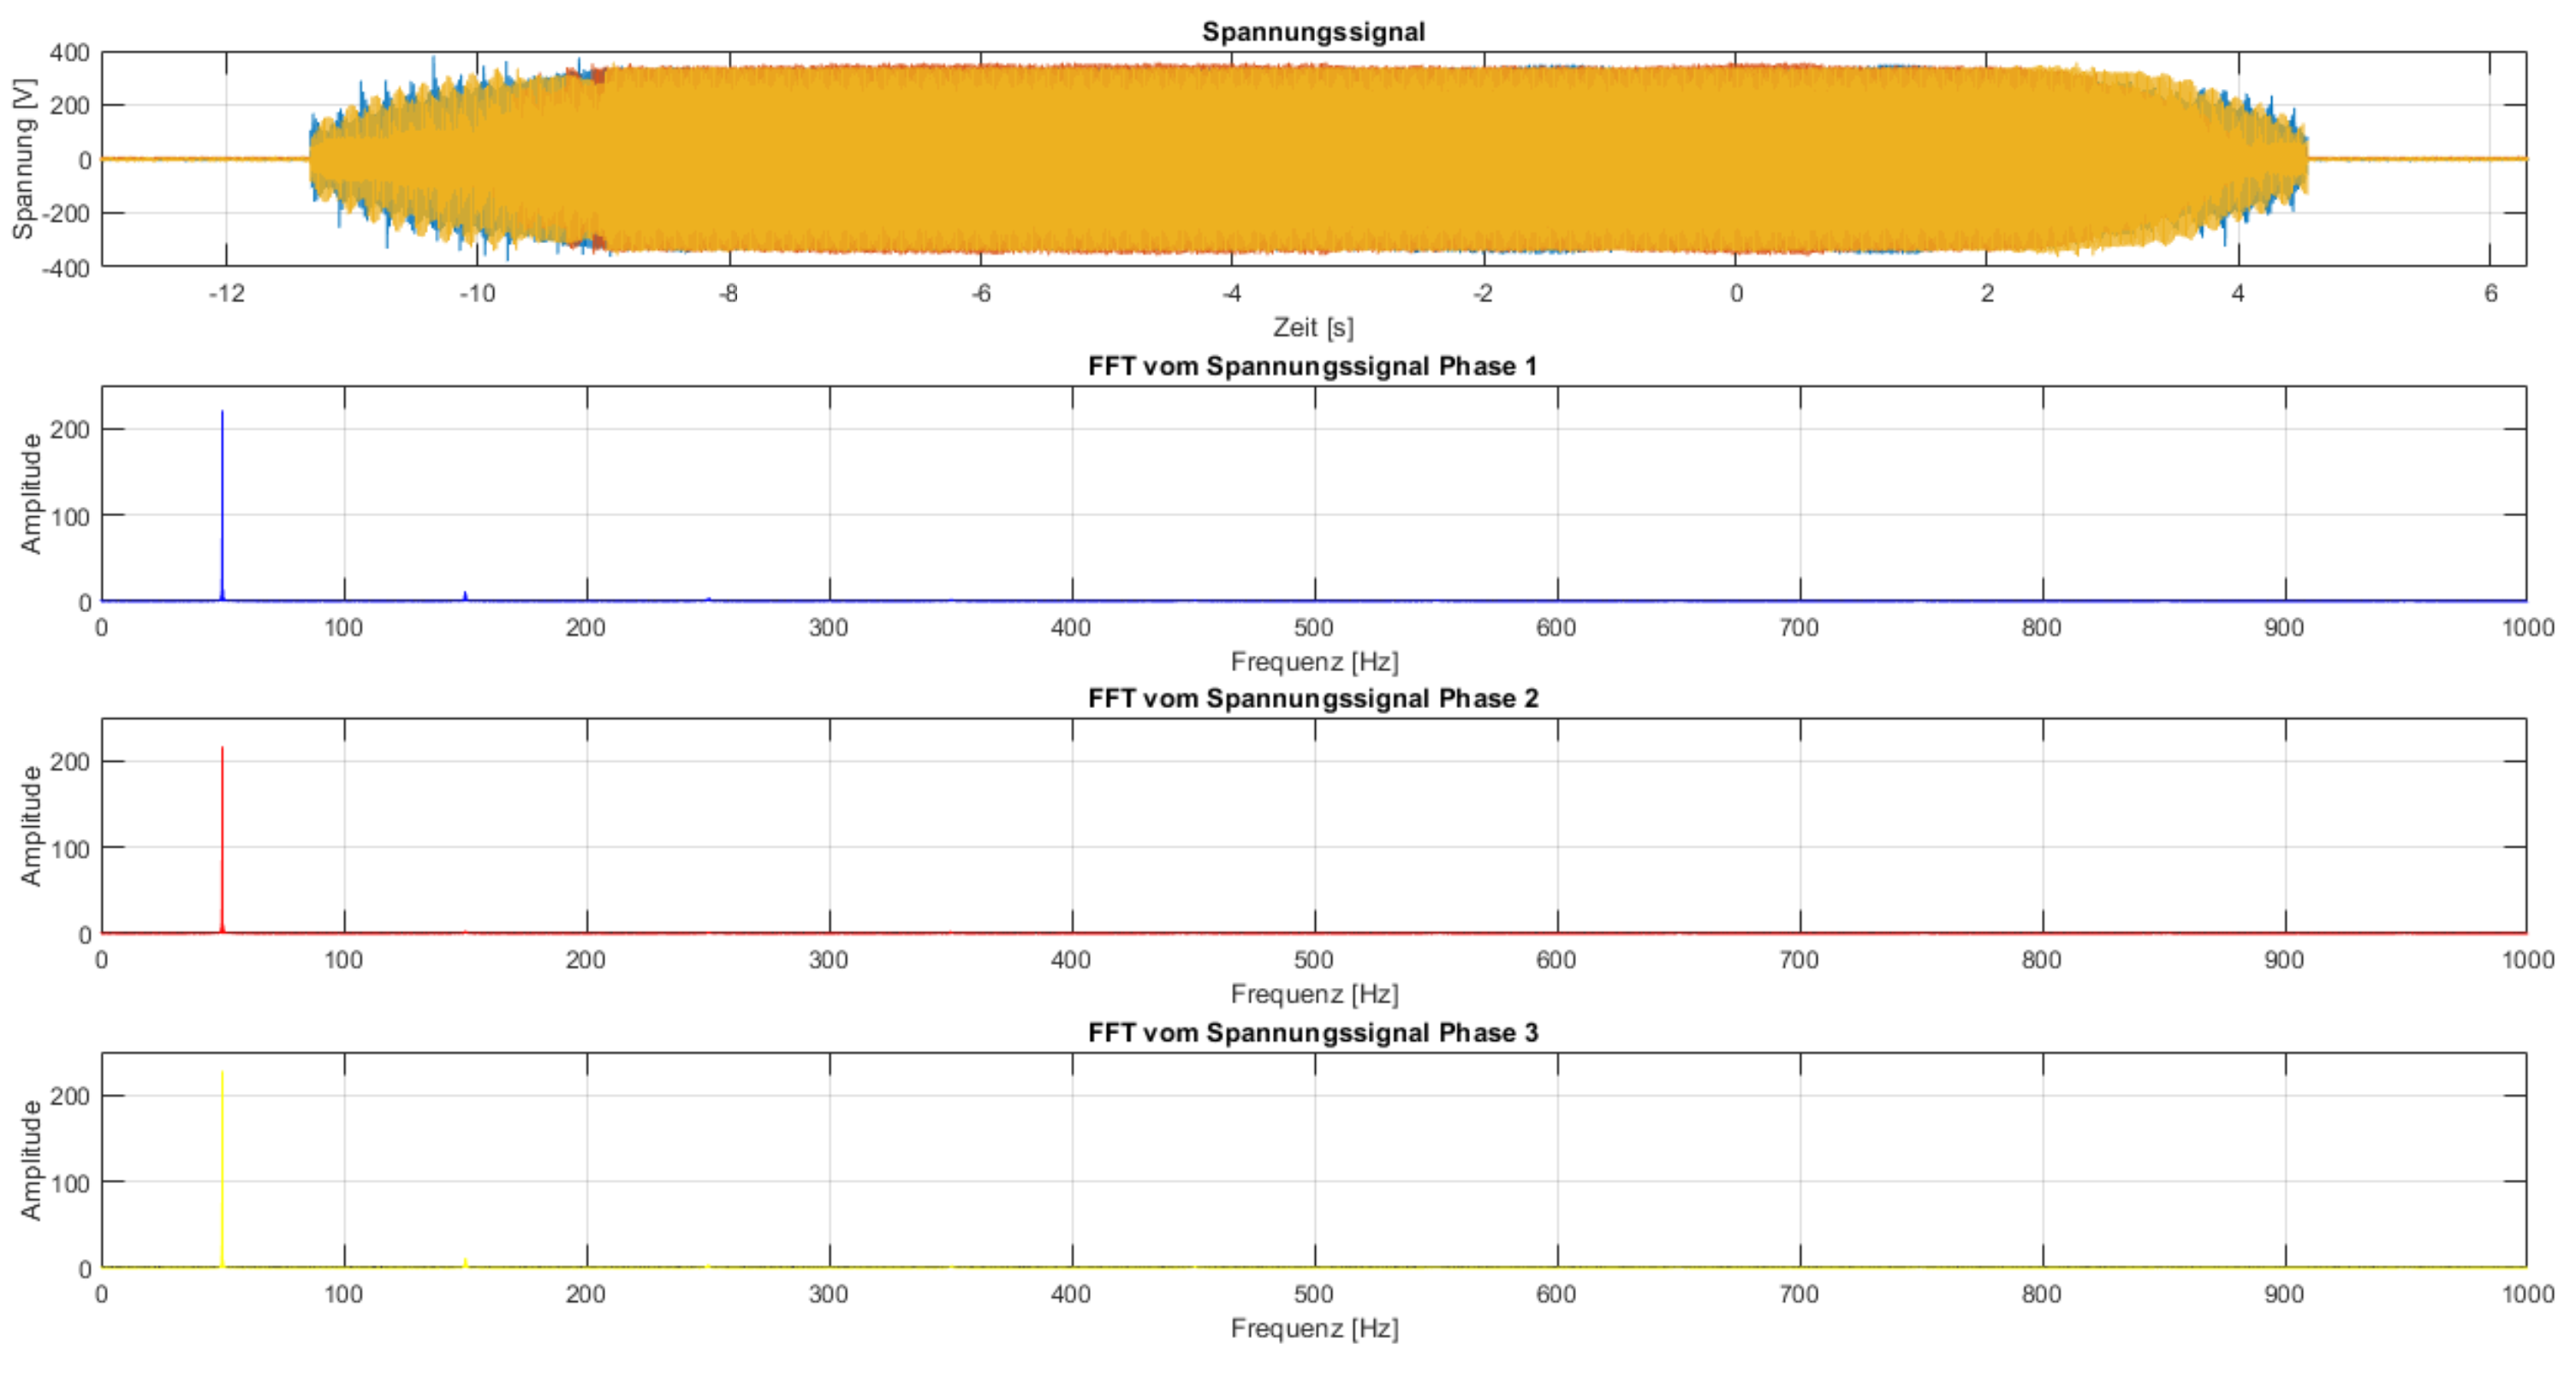 Spannungssignal
400
200
0
-200
-400
Spannung [V]
-12 -10 -8 -6 -4 -2 0 2 4 6
Zeit [s]
FFT vom Spannungssignal Phase 1
200
100
0
Amplitude
0 100 200 300 400 500 600 700 800 900 1000
Frequenz [Hz]
FFT vom Spannungssignal Phase 2
200
100
0
Amplitude
0 100 200 300 400 500 600 700 800 900 1000
Frequenz [Hz]
FFT vom Spannungssignal Phase 3
200
100
0
Amplitude
0 100 200 300 400 500 600 700 800 900 1000
Frequenz [Hz]